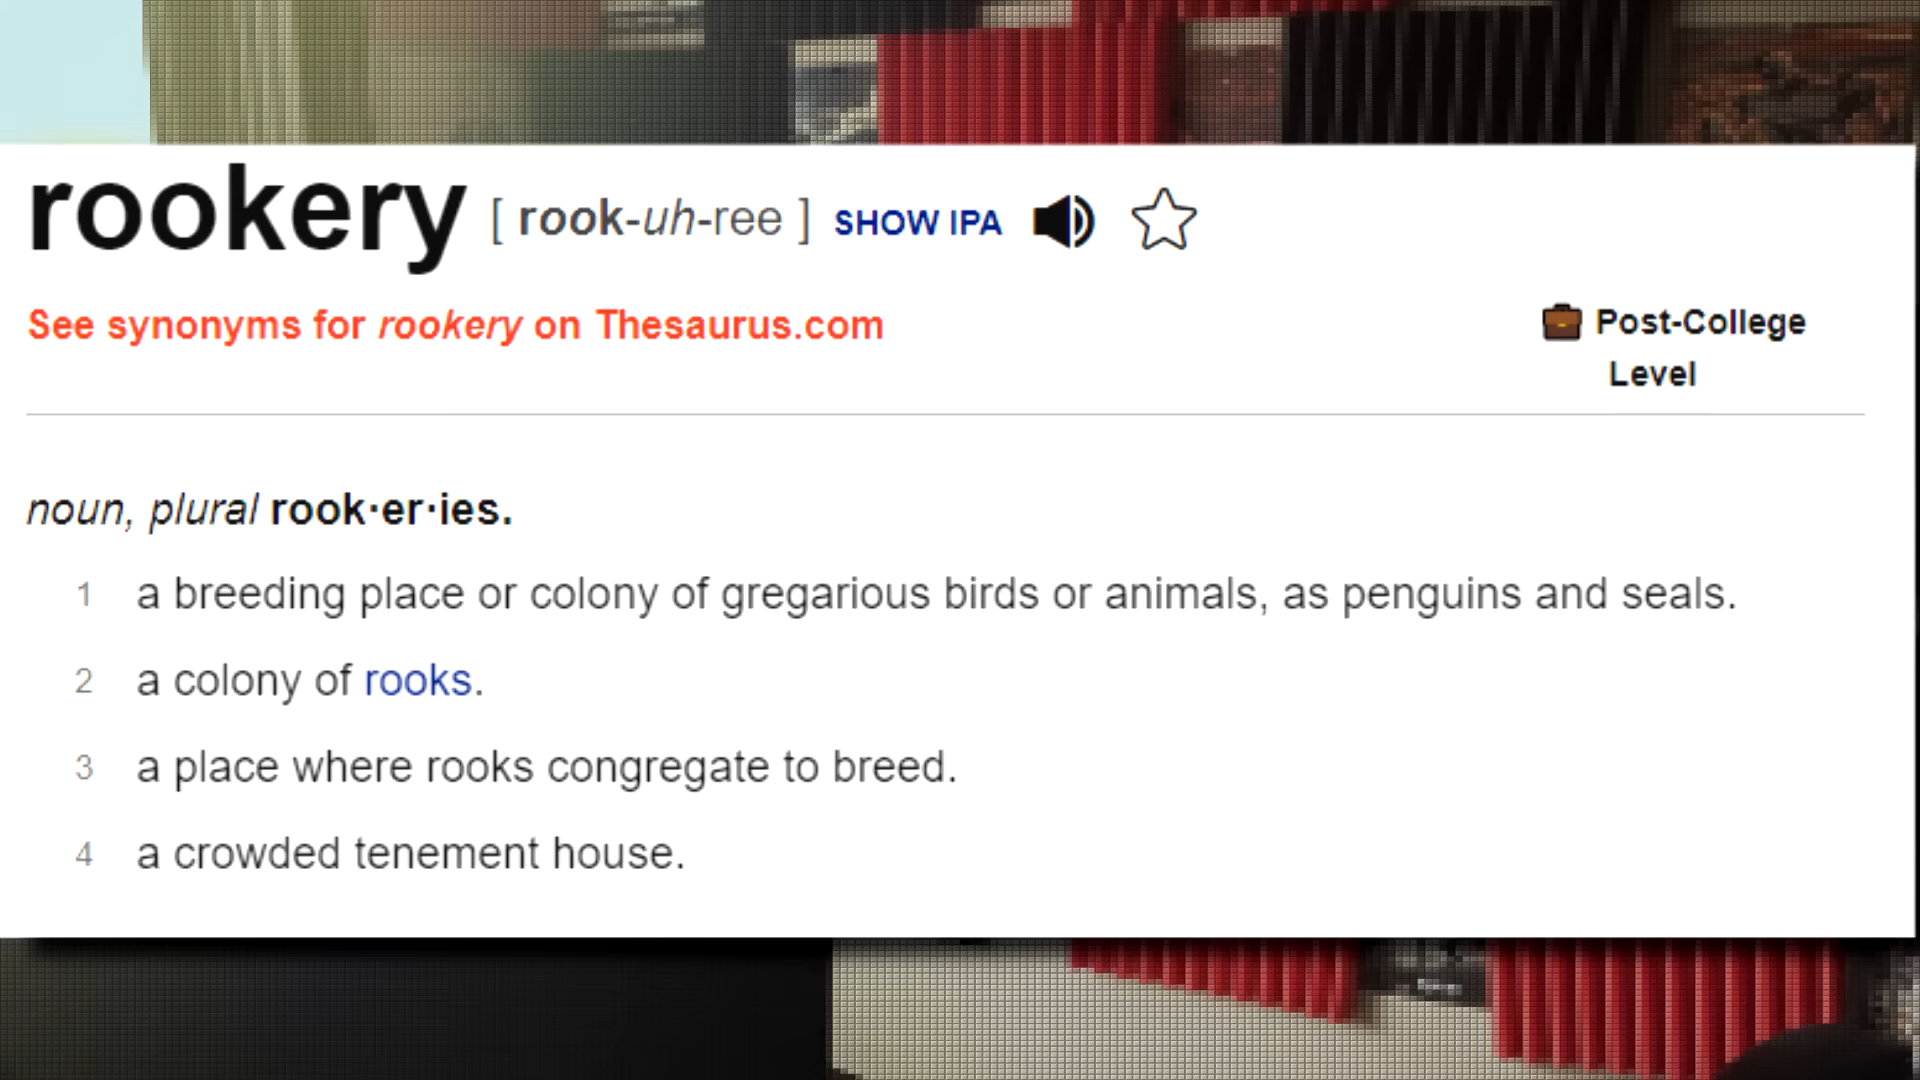 rookery [ rook-uh-ree ] SHOW IPA
See synonyms for rookery on Thesaurus.com
Post-College
Level
noun, plural rook·er·ies.
1 a breeding place or colony of gregarious birds or animals, as penguins and seals.
2 a colony of rooks.
3 a place where rooks congregate to breed.
4 a crowded tenement house.